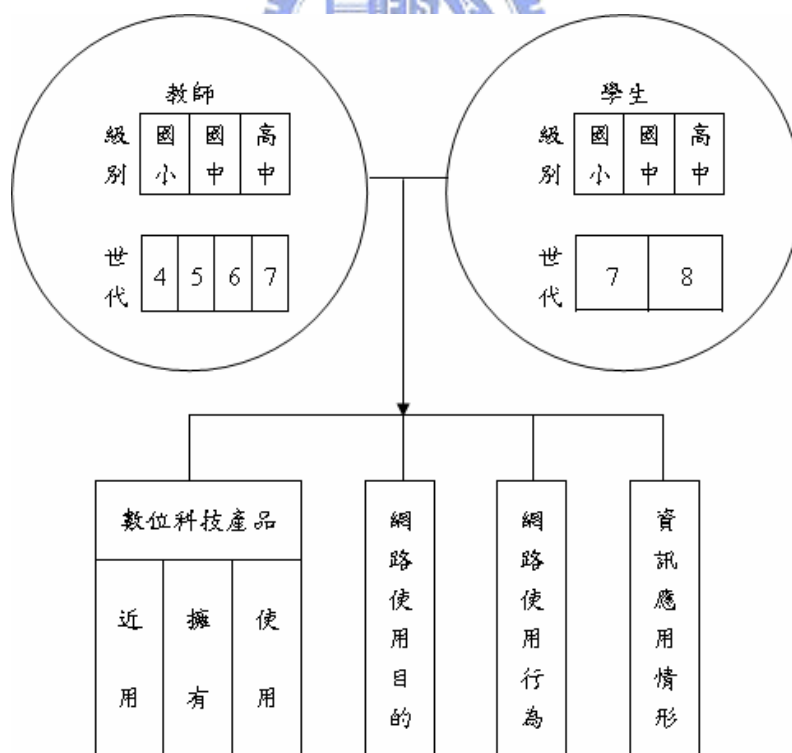 教師
級別 國小 國中 高中
世代 4 5 6 7
學生
級別 國小 國中 高中
世代 7 8
數位科技產品
近用
擁有
使用
網路使用目的
網路使用行為
資訊應用情形